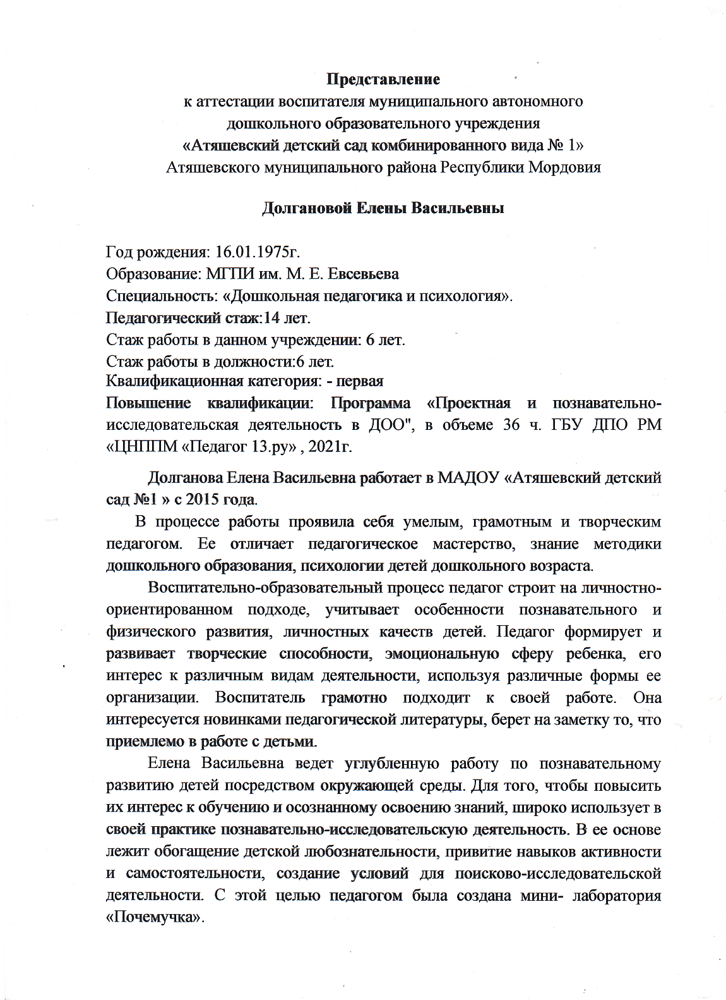 Представление
к аттестации воспитателя муниципального автономного
дошкольного образовательного учреждения
«Атяшевский детский сад комбинированного вида № 1»
Атяшевского муниципального района Республики Мордовия
Долгановой Елены Васильевны
Год рождения: 16.01.1975г.
Образование: МГПИ им. М. Е. Евсевьева
Специальность: «Дошкольная педагогика и психология».
Педагогический стаж:14 лет.
Стаж работы в данном учреждении: 6 лет.
Стаж работы в должности:6 лет.
Квалификационная категория: - первая
Повышение квалификации: Программа «Проектная и познавательно-
исследовательская деятельность в ДОО", в объеме 36 ч. ГБУ ДПО РМ
«ЦНППМ «Педагог 13.ру» , 2021г.
Долганова Елена Васильевна работает в МАДОУ «Атяшевский детский
сад №1 » с 2015 года.
В процессе работы проявила себя умелым, грамотным и творческим
педагогом. Ее отличает педагогическое мастерство, знание методики
дошкольного образования, психологии детей дошкольного возраста.
Воспитательно-образовательный процесс педагог строит на личностно-
ориентированном подходе, учитывает особенности познавательного и
физического развития, личностных качеств детей. Педагог формирует и
развивает творческие способности, эмоциональную сферу ребенка, его
интерес к различным видам деятельности, используя различные формы ее
организации. Воспитатель грамотно подходит к своей работе. Она
интересуется новинками педагогической литературы, берет на заметку то, что
приемлемо в работе с детьми.
Елена Васильевна ведет углубленную работу по познавательному
развитию детей посредством окружающей среды. Для того, чтобы повысить
их интерес к обучению и осознанному освоению знаний, широко использует в
своей практике познавательно-исследовательскую деятельность. В ее основе
лежит обогащение детской любознательности, привитие навыков активности
и самостоятельности, создание условий для поисково-исследовательской
деятельности. С этой целью педагогом была создана мини- лаборатория
«Почемучка».